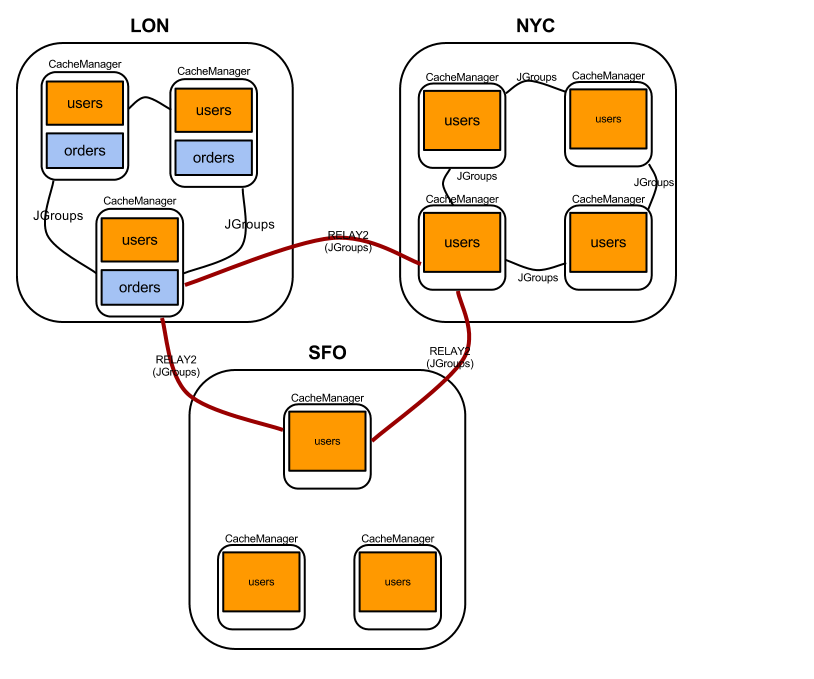 LON
CacheManager
users
orders
CacheManager
users
orders
JGroups
JGroups
CacheManager
users
orders
NYC
CacheManager
users
JGroups
CacheManager
users
JGroups
JGroups
CacheManager
users
CacheManager
users
JGroups
RELAY2
(JGroups)
RELAY2
(JGroups)
RELAY2
(JGroups)
SFO
CacheManager
users
CacheManager
users
CacheManager
users